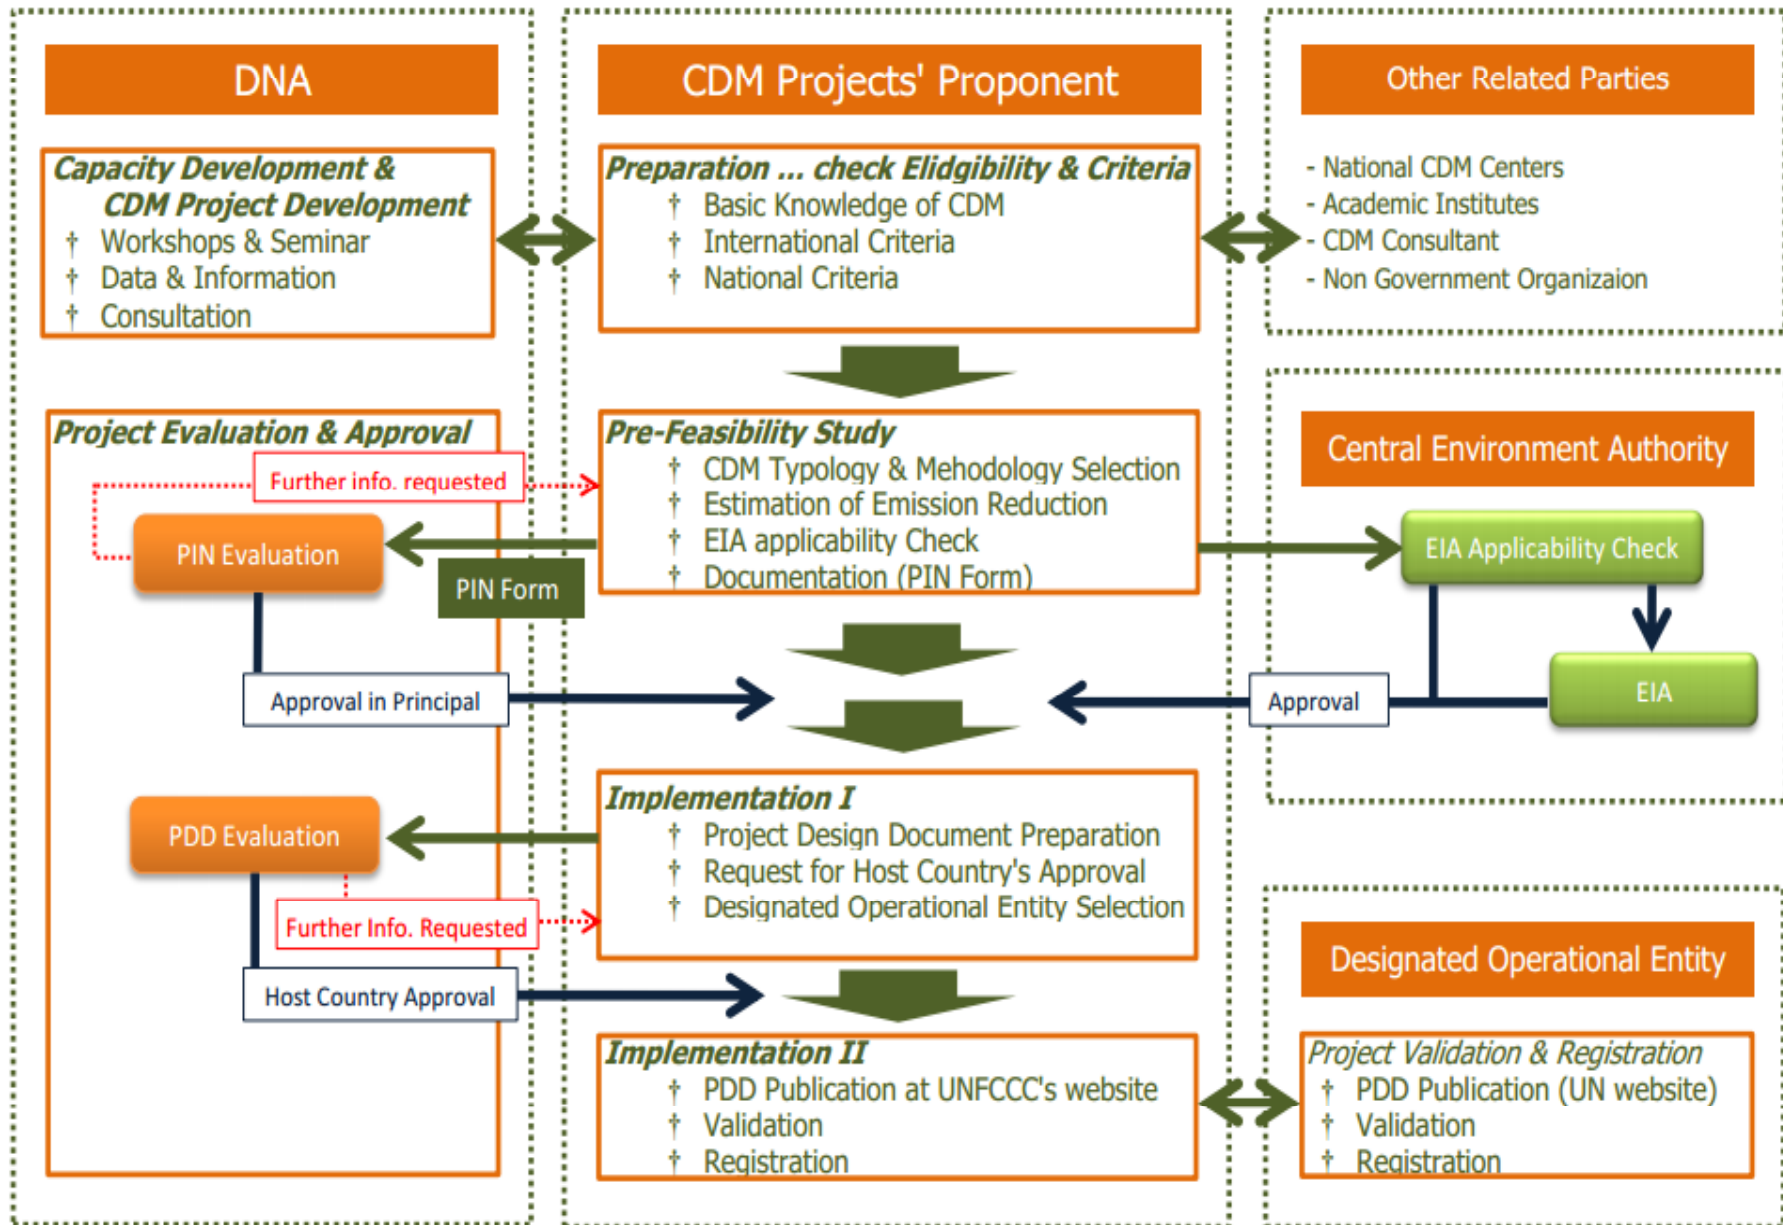 DNA
Capacity Development &
CDM Project Development
† Workshops & Seminar
† Data & Information
† Consultation
Project Evaluation & Approval
Further info. requested
PIN Evaluation
PIN Form
Approval in Principal
PDD Evaluation
Further Info. Requested
Host Country Approval
CDM Projects' Proponent
Preparation ... check Elidgibility & Criteria
† Basic Knowledge of CDM
† International Criteria
† National Criteria
Pre-Feasibility Study
† CDM Typology & Mehodology Selection
† Estimation of Emission Reduction
† EIA applicability Check
† Documentation (PIN Form)
Implementation I
† Project Design Document Preparation
† Request for Host Country's Approval
† Designated Operational Entity Selection
Implementation II
† PDD Publication at UNFCCC's website
† Validation
† Registration
Other Related Parties
- National CDM Centers
- Academic Institutes
- CDM Consultant
- Non Government Organizaion
Central Environment Authority
EIA Applicability Check
EIA
Approval
Designated Operational Entity
Project Validation & Registration
† PDD Publication (UN website)
† Validation
† Registration